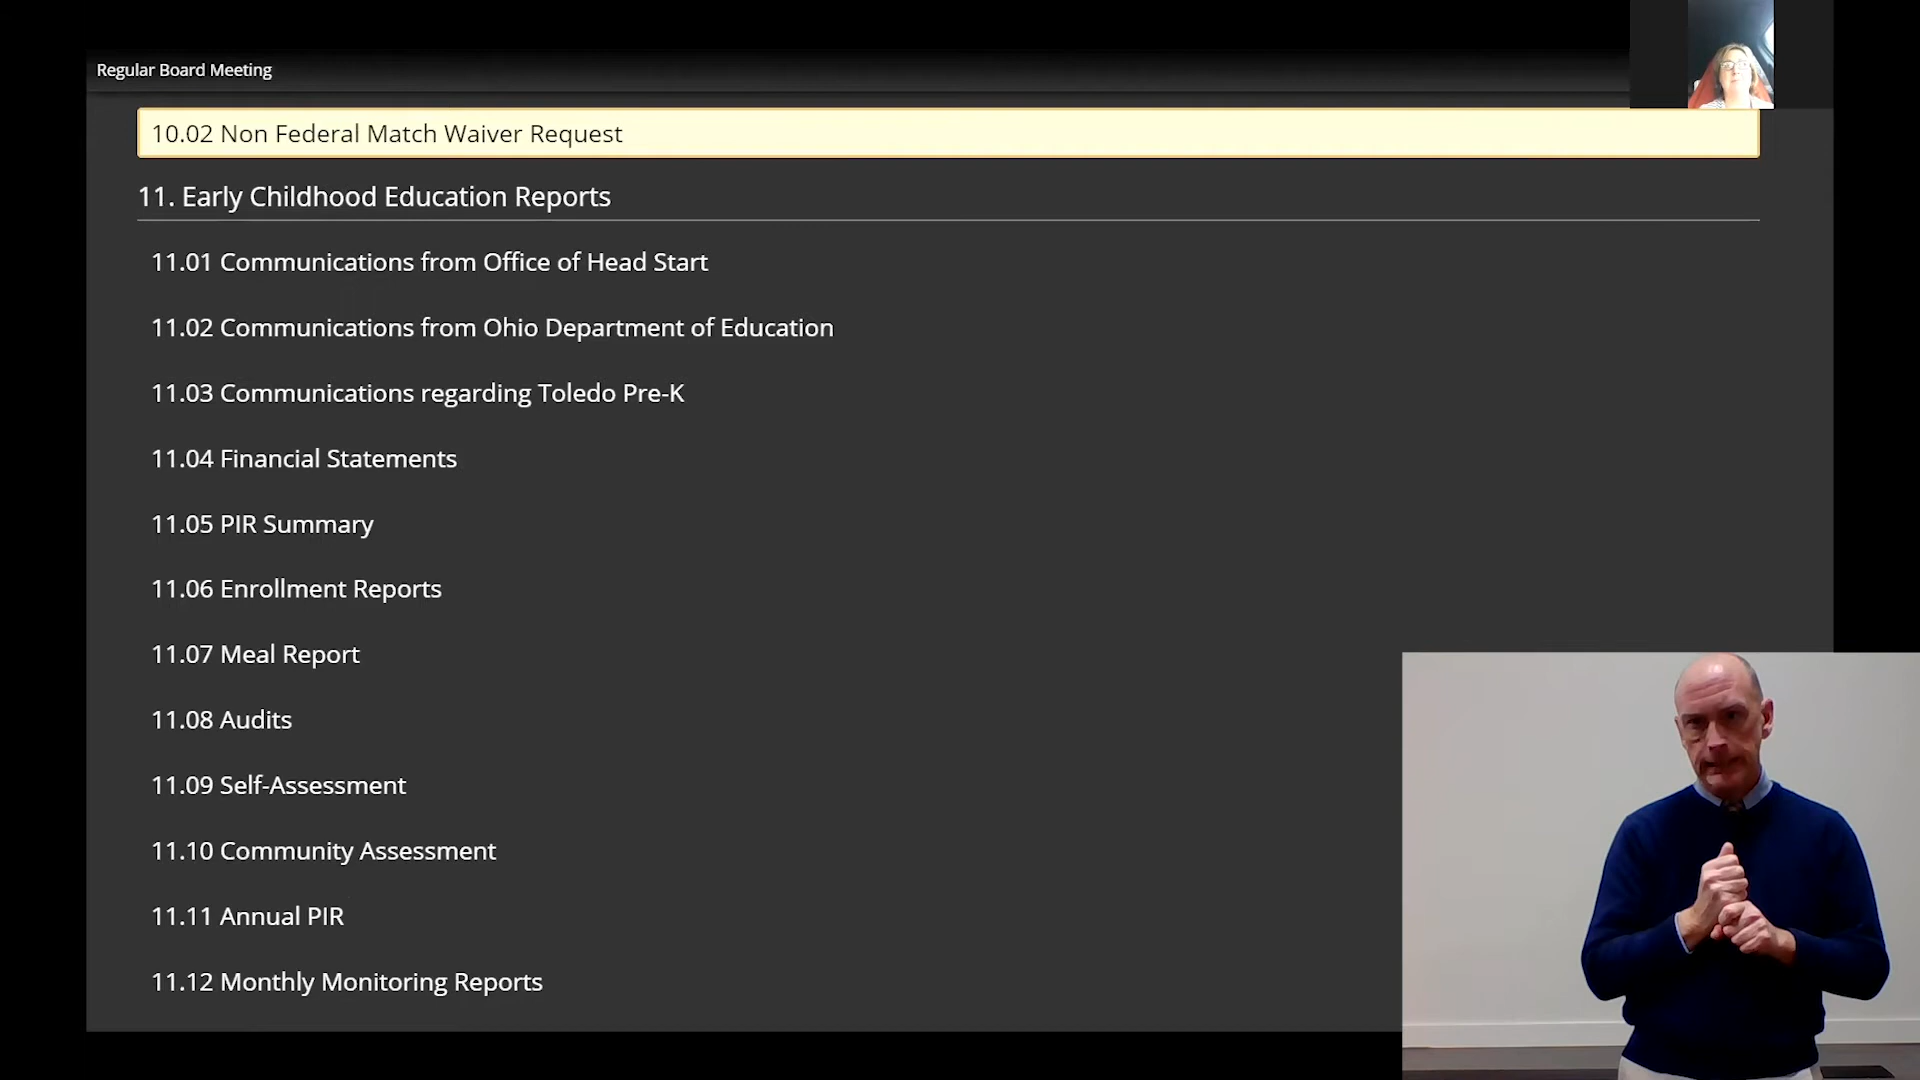 Regular Board Meeting
10.02 Non Federal Match Waiver Request
11. Early Childhood Education Reports
11.01 Communications from Office of Head Start
11.02 Communications from Ohio Department of Education
11.03 Communications regarding Toledo Pre-K
11.04 Financial Statements
11.05 PIR Summary
11.06 Enrollment Reports
11.07 Meal Report
11.08 Audits
11.09 Self-Assessment
11.10 Community Assessment
11.11 Annual PIR
11.12 Monthly Monitoring Reports